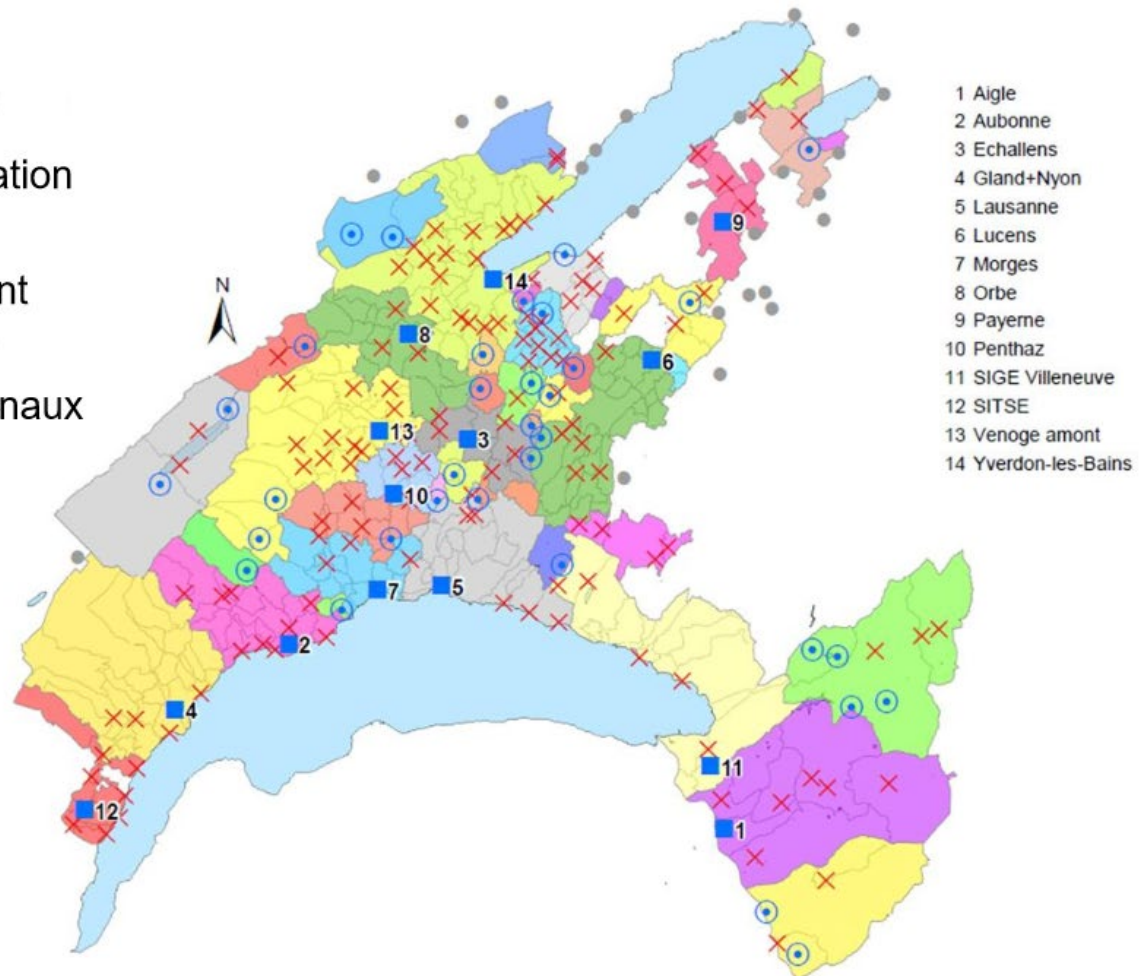 ation
nt
naux
N
1 Aigle
2 Aubonne
3 Echallens
4 Gland+Nyon
5 Lausanne
6 Lucens
7 Morges
8 Orbe
9 Payerne
10 Penthaz
11 SIGE Villeneuve
12 SITSE
13 Venoge amont
14 Yverdon-les-Bains
9
14
8
6
13
3
10
7
5
2
4
11
12
1